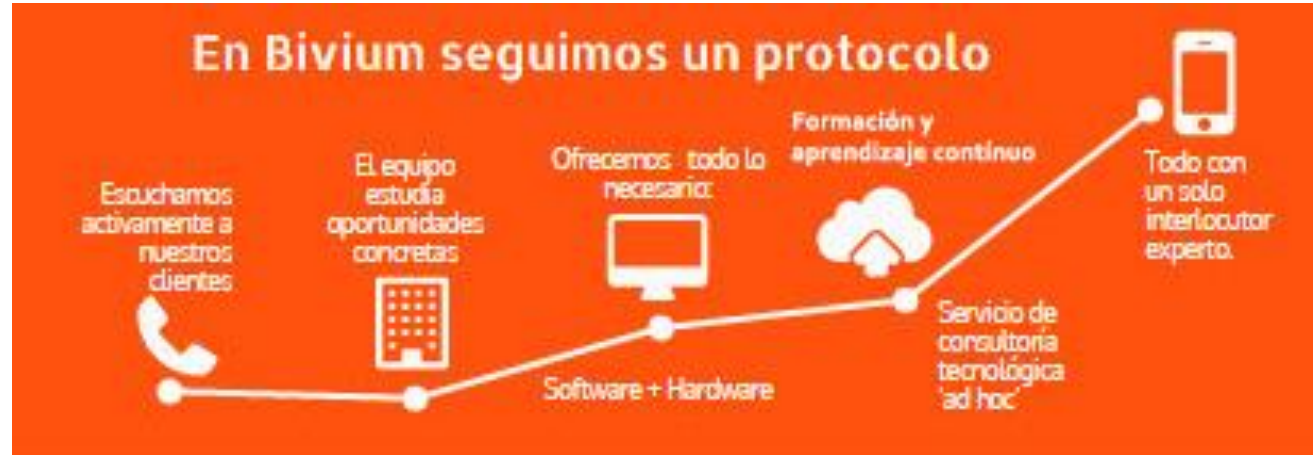 En Bivium seguimos un protocolo
Escuchamos
activamente a
nuestros
clientes
El equipo
estudia
oportunidades
concretas
Ofrecemos todo lo
necesario:
Software + Hardware
Formación y
aprendizaje continuo
Servicio de
consultoría
tecnológica
'ad hoc'
Todo con
un solo
interlocutor
experto.